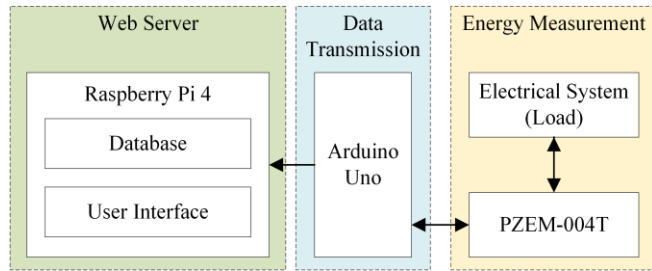 Web Server
Raspberry Pi 4
Database
User Interface
Data
Transmission
Arduino
Uno
Energy Measurement
Electrical System
(Load)
PZEM-004T